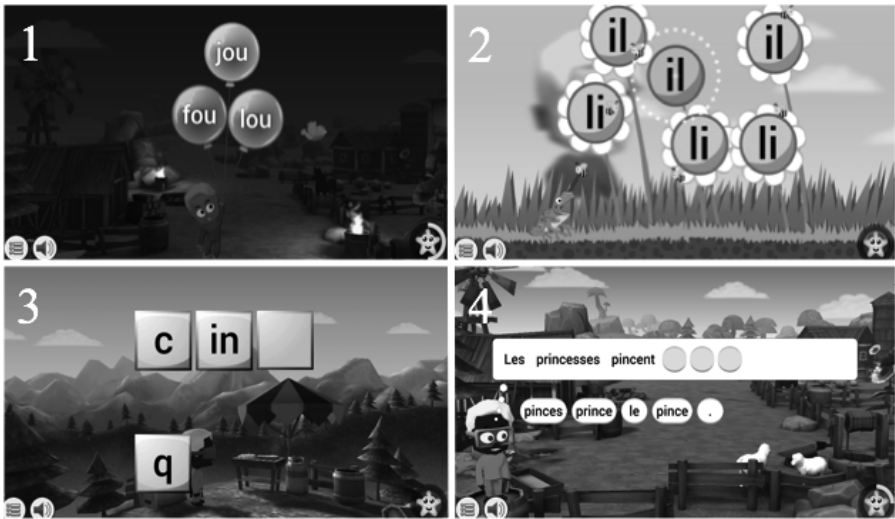 1
jou
fou lou
2
il
il
il
li
li
li
3
c in
q
4
Les princesses pincent
pinces prince le pince .